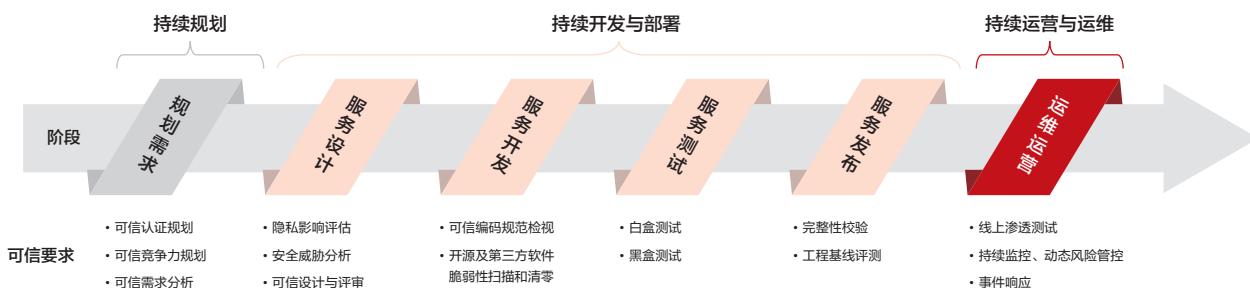 持续规划
持续开发与部署
持续运营与运维
阶段
规划需求
服务设计
服务开发
服务测试
服务发布
运维运营
可信要求
• 可信认证规划
• 可信竞争力规划
• 可信需求分析
• 隐私影响评估
• 安全威胁分析
• 可信设计与评审
• 可信编码规范检视
• 开源及第三方软件
脆弱性扫描和清零
• 白盒测试
• 黑盒测试
• 完整性校验
• 工程基线评测
• 线上渗透测试
• 持续监控、动态风险管控
• 事件响应